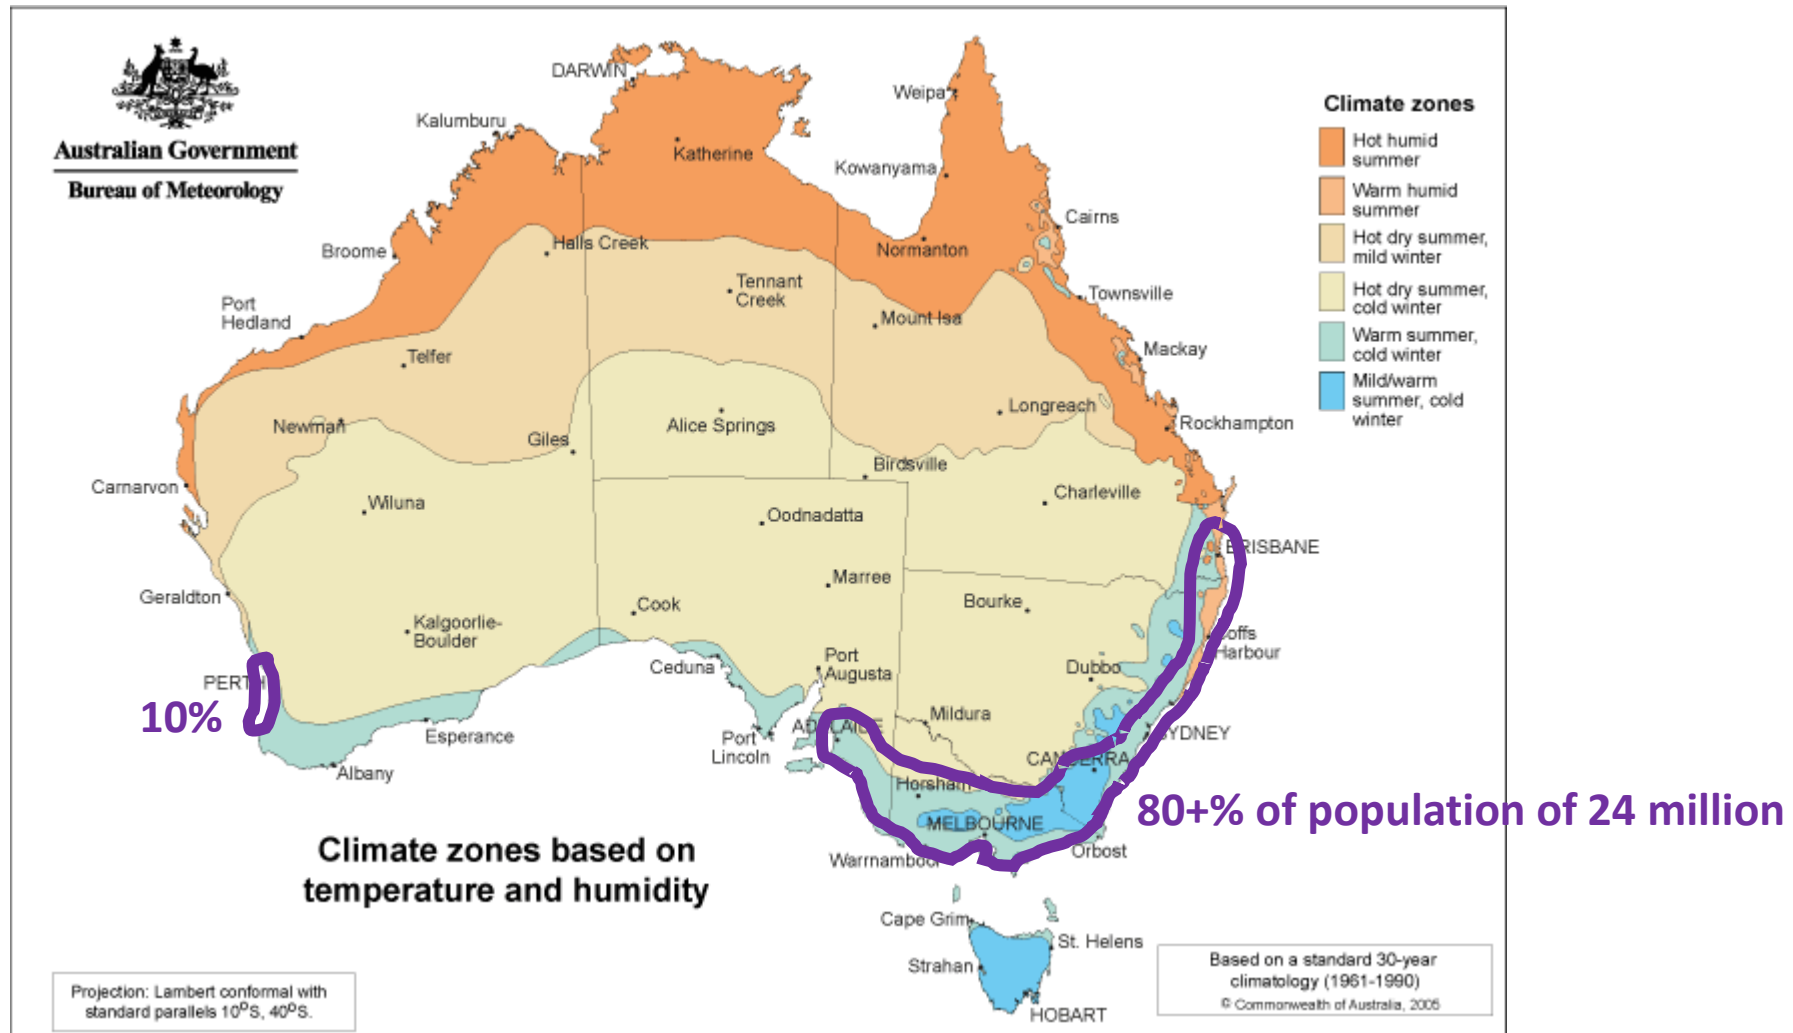 Australian Government
Bureau of Meteorology
DARWIN
Weipa
Kalumburu
Katherine
Kowanyama
Cairns
Broome
Halls Creek
Normanton
Tennant
Creek
Townsville
Port
Hedland
Mount Isa
Mackay
Telfer
Longreach
Rockhampton
Newman
Alice Springs
Giles
Birdsville
Carnarvon
Charleville
Wiluna
Oodnadatta
BRISBANE
Marree
Geraldton
Cook
Bourke
Kalgoorlie-
Boulder
Coffs
Harbour
Ceduna
Port
Augusta
Dubbo
PERTH
10%
Mildura
ADELAIDE
SYDNEY
Esperance
Port
Lincoln
CANBERRA
Albany
Horsham
80+% of population of 24 million
MELBOURNE
Orbost
Warrnambool
Cape Grim
St. Helens
Strahan
HOBART
Climate zones
Hot humid
summer
Warm humid
summer
Hot dry summer,
mild winter
Hot dry summer,
cold winter
Warm summer,
cold winter
Mild/warm
summer, cold
winter
Climate zones based on
temperature and humidity
Projection: Lambert conformal with
standard parallels 10°S, 40°S.
Based on a standard 30-year
climatology (1961-1990)
© Commonwealth of Australia, 2005